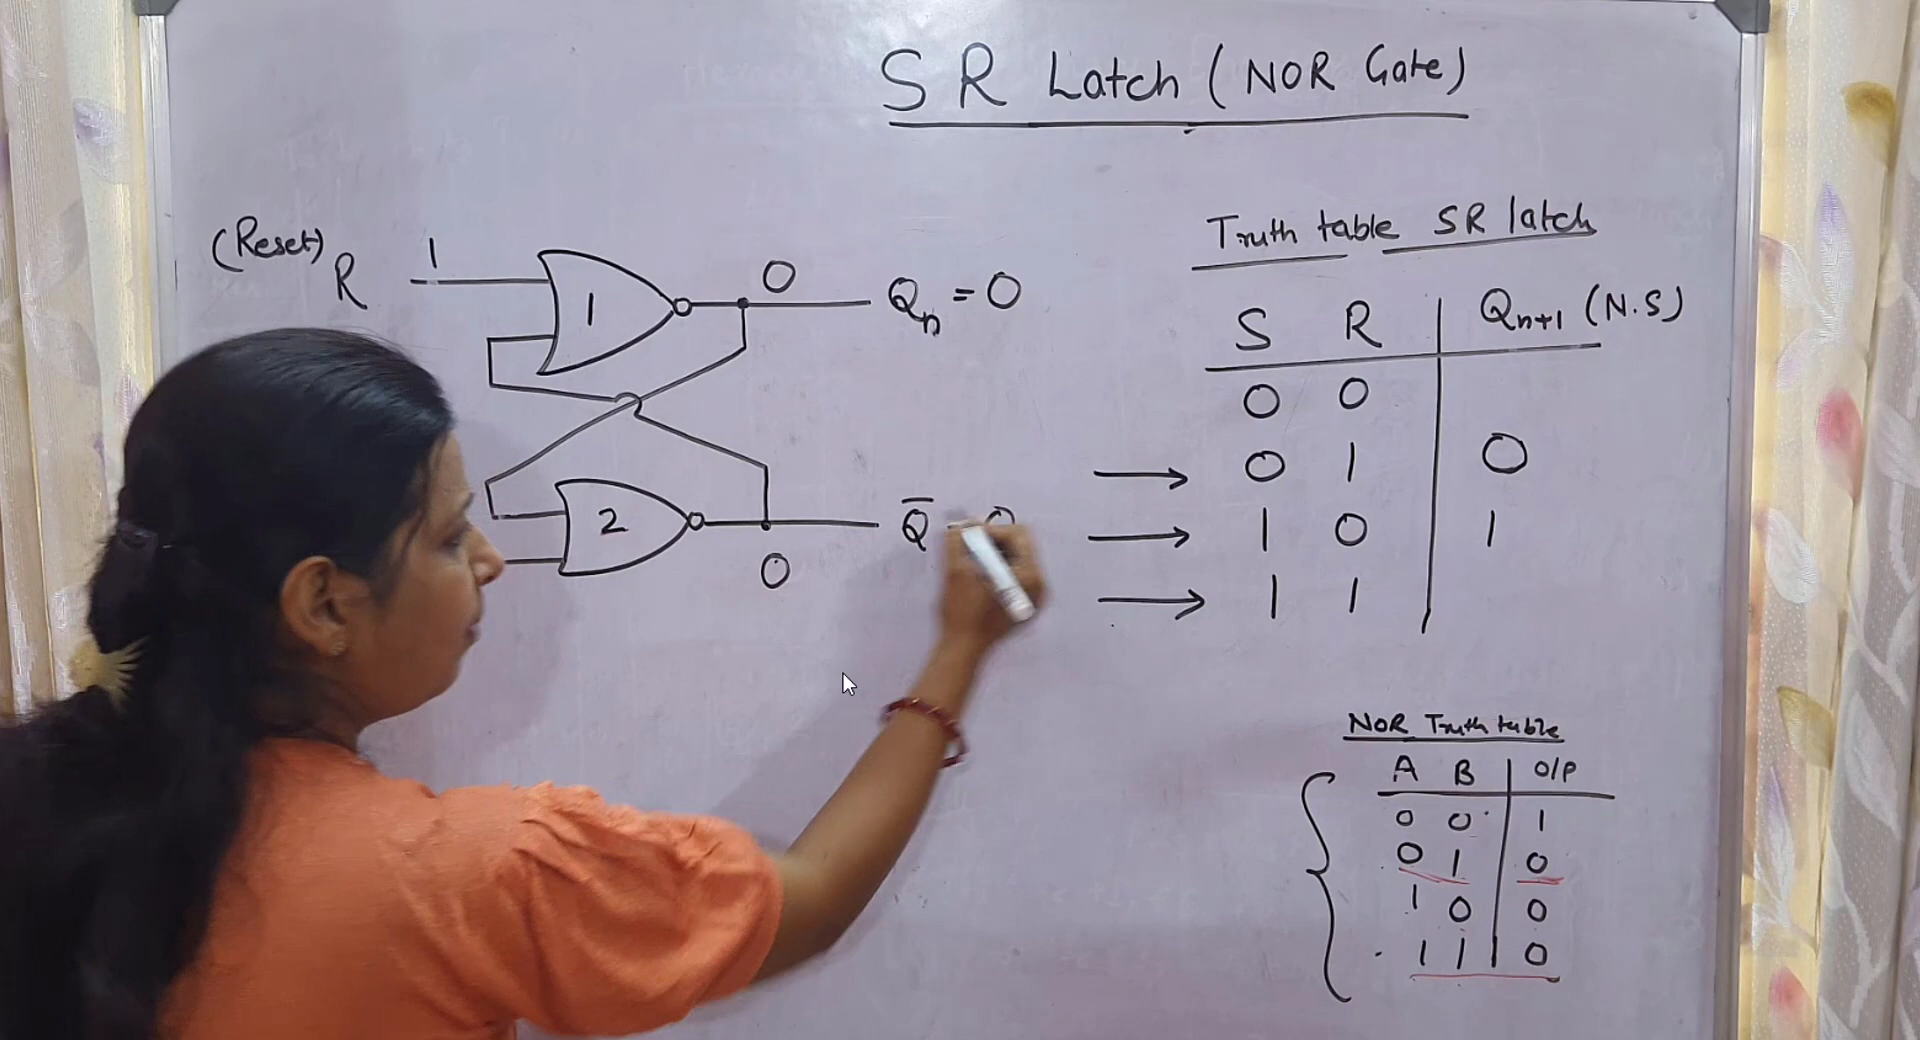 SR Latch (NOR Gate)
(Reset) R 1
1
0
Qn = 0
2
0
Q̅ = 0
Truth table SR latch
S R | Qn+1 (N.S)
0 0
→ 0 1 0
→ 1 0 1
→ 1 1
NOR Truth table
A B | O/P
0 0 1
0 1 0
1 0 0
1 1 0